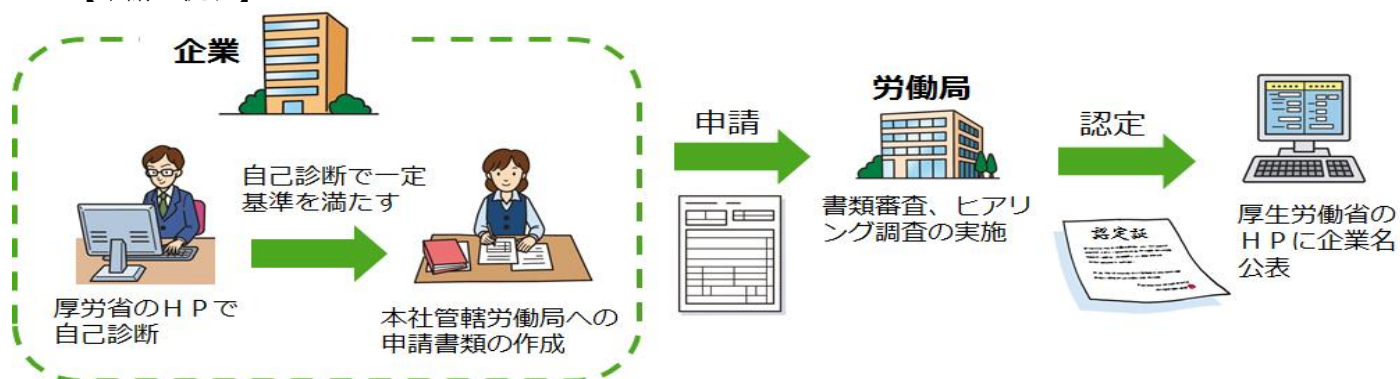 企業
自己診断で一定
基準を満たす
厚労省のＨＰで
自己診断
本社管轄労働局への
申請書類の作成
申請
労働局
書類審査、ヒアリ
ング調査の実施
認定
認定証
厚生労働省の
ＨＰに企業名
公表